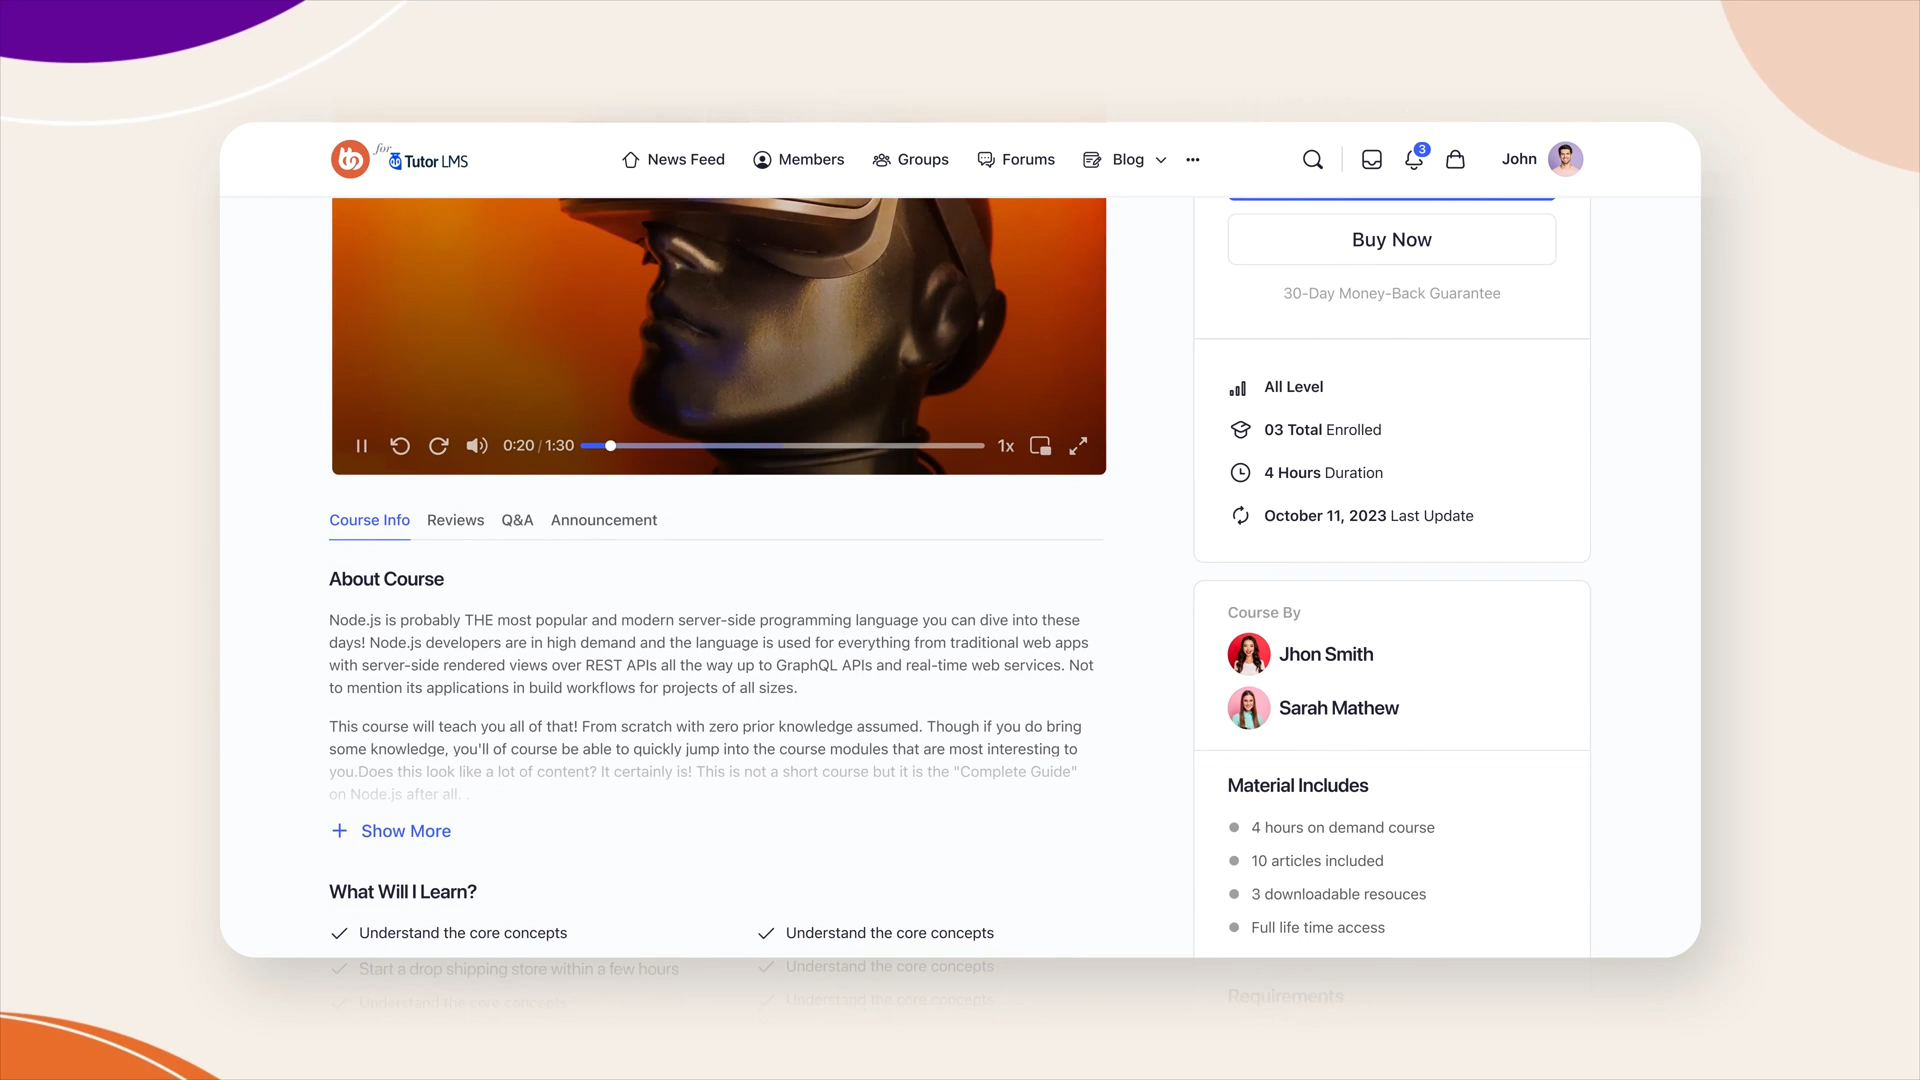 for
Tutor LMS
News Feed
Members
Groups
Forums
Blog
3
John
Buy Now
30-Day Money-Back Guarantee
0:20 / 1:30
1x
All Level
03 Total Enrolled
4 Hours Duration
October 11, 2023 Last Update
Course Info
Reviews
Q&A
Announcement
About Course
Node.js is probably THE most popular and modern server-side programming language you can dive into these
days! Node.js developers are in high demand and the language is used for everything from traditional web apps
with server-side rendered views over REST APIs all the way up to GraphQL APIs and real-time web services. Not
to mention its applications in build workflows for projects of all sizes.
This course will teach you all of that! From scratch with zero prior knowledge assumed. Though if you do bring
some knowledge, you'll of course be able to quickly jump into the course modules that are most interesting to
you.Does this look like a lot of content? It certainly is! This is not a short course but it is the "Complete Guide"
on Node.js after all. .
Show More
What Will I Learn?
Understand the core concepts
Understand the core concepts
Start a drop shipping store within a few hours
Understand the core concepts
Understand the core concepts
Understand the core concepts
Course By
Jhon Smith
Sarah Mathew
Material Includes
4 hours on demand course
10 articles included
3 downloadable resouces
Full life time access
Requirements